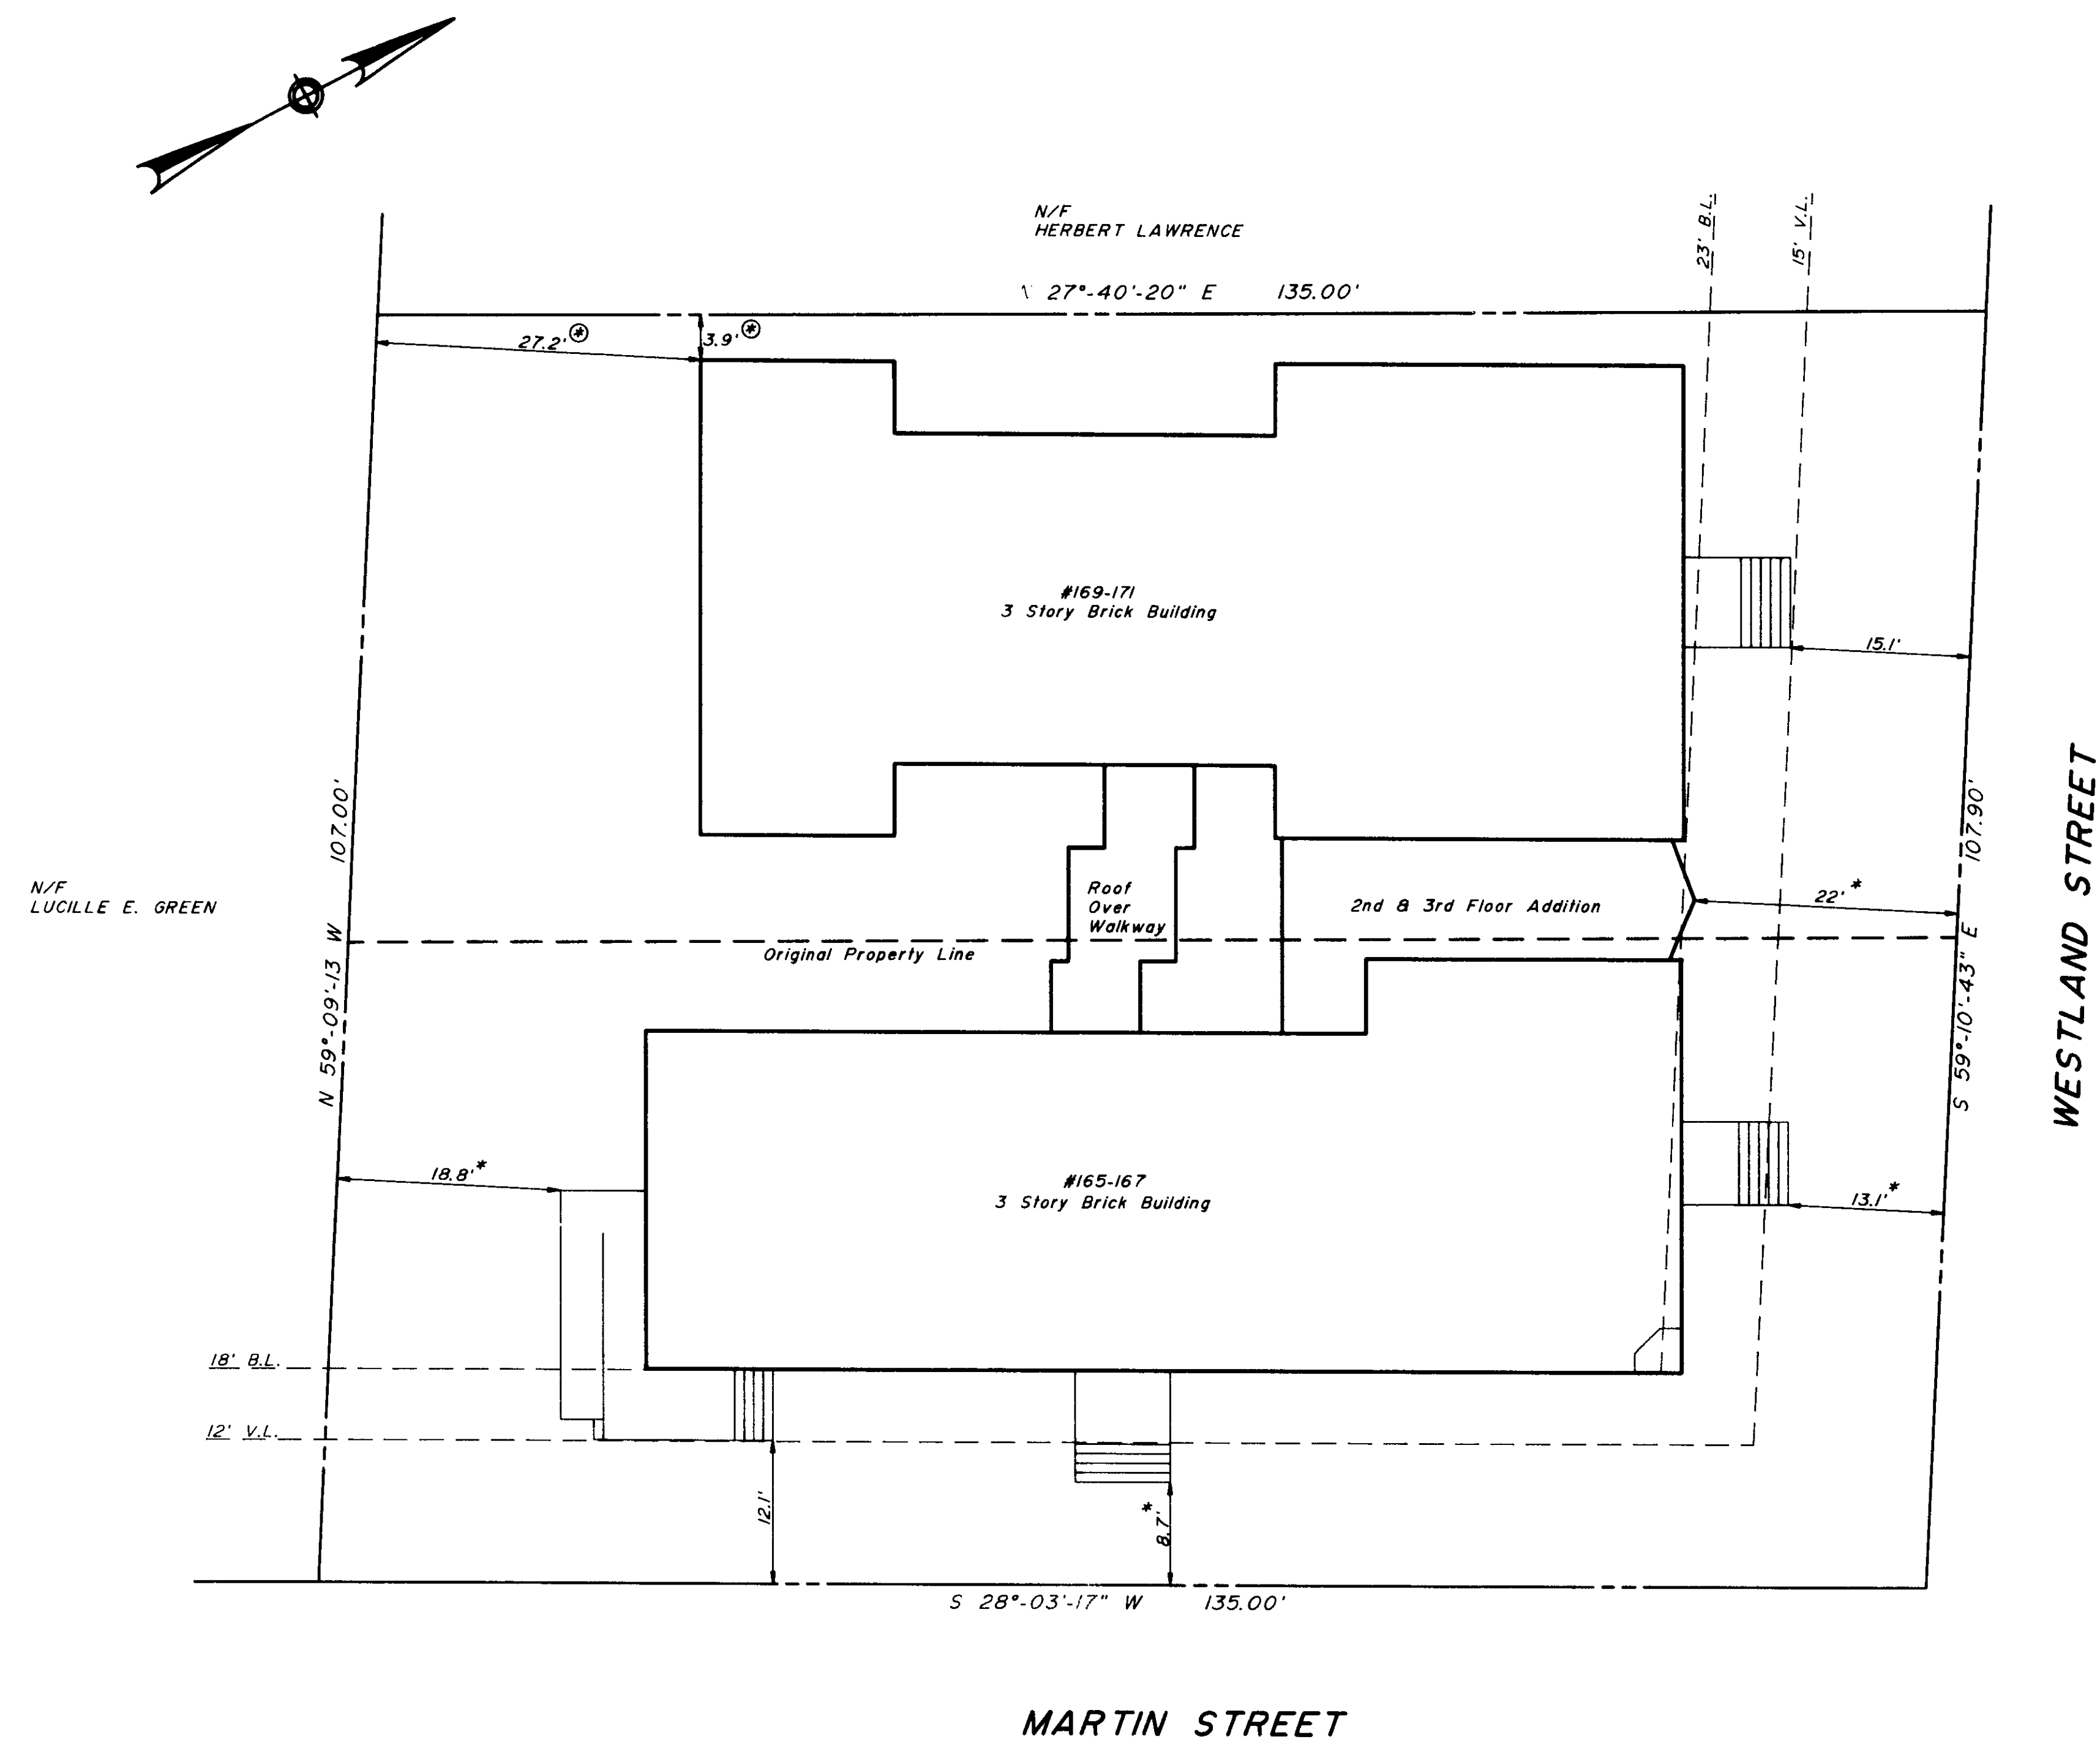 N/F
HERBERT LAWRENCE
23' B.L.
15' V.L.
27°-40'-20" E 135.00'
27.2' *
3.9' *
#169-171
3 Story Brick Building
15.1'
N 59°-09'-13 W 107.00'
S 59°-10'-43" E 107.90'
WESTLAND STREET
N/F
LUCILLE E. GREEN
Roof
Over
Walkway
2nd & 3rd Floor Addition
22' *
Original Property Line
18.8' *
#165-167
3 Story Brick Building
13.1' *
18' B.L.
12' V.L.
12.1'
8.7' *
S 28°-03'-17" W 135.00'
MARTIN STREET